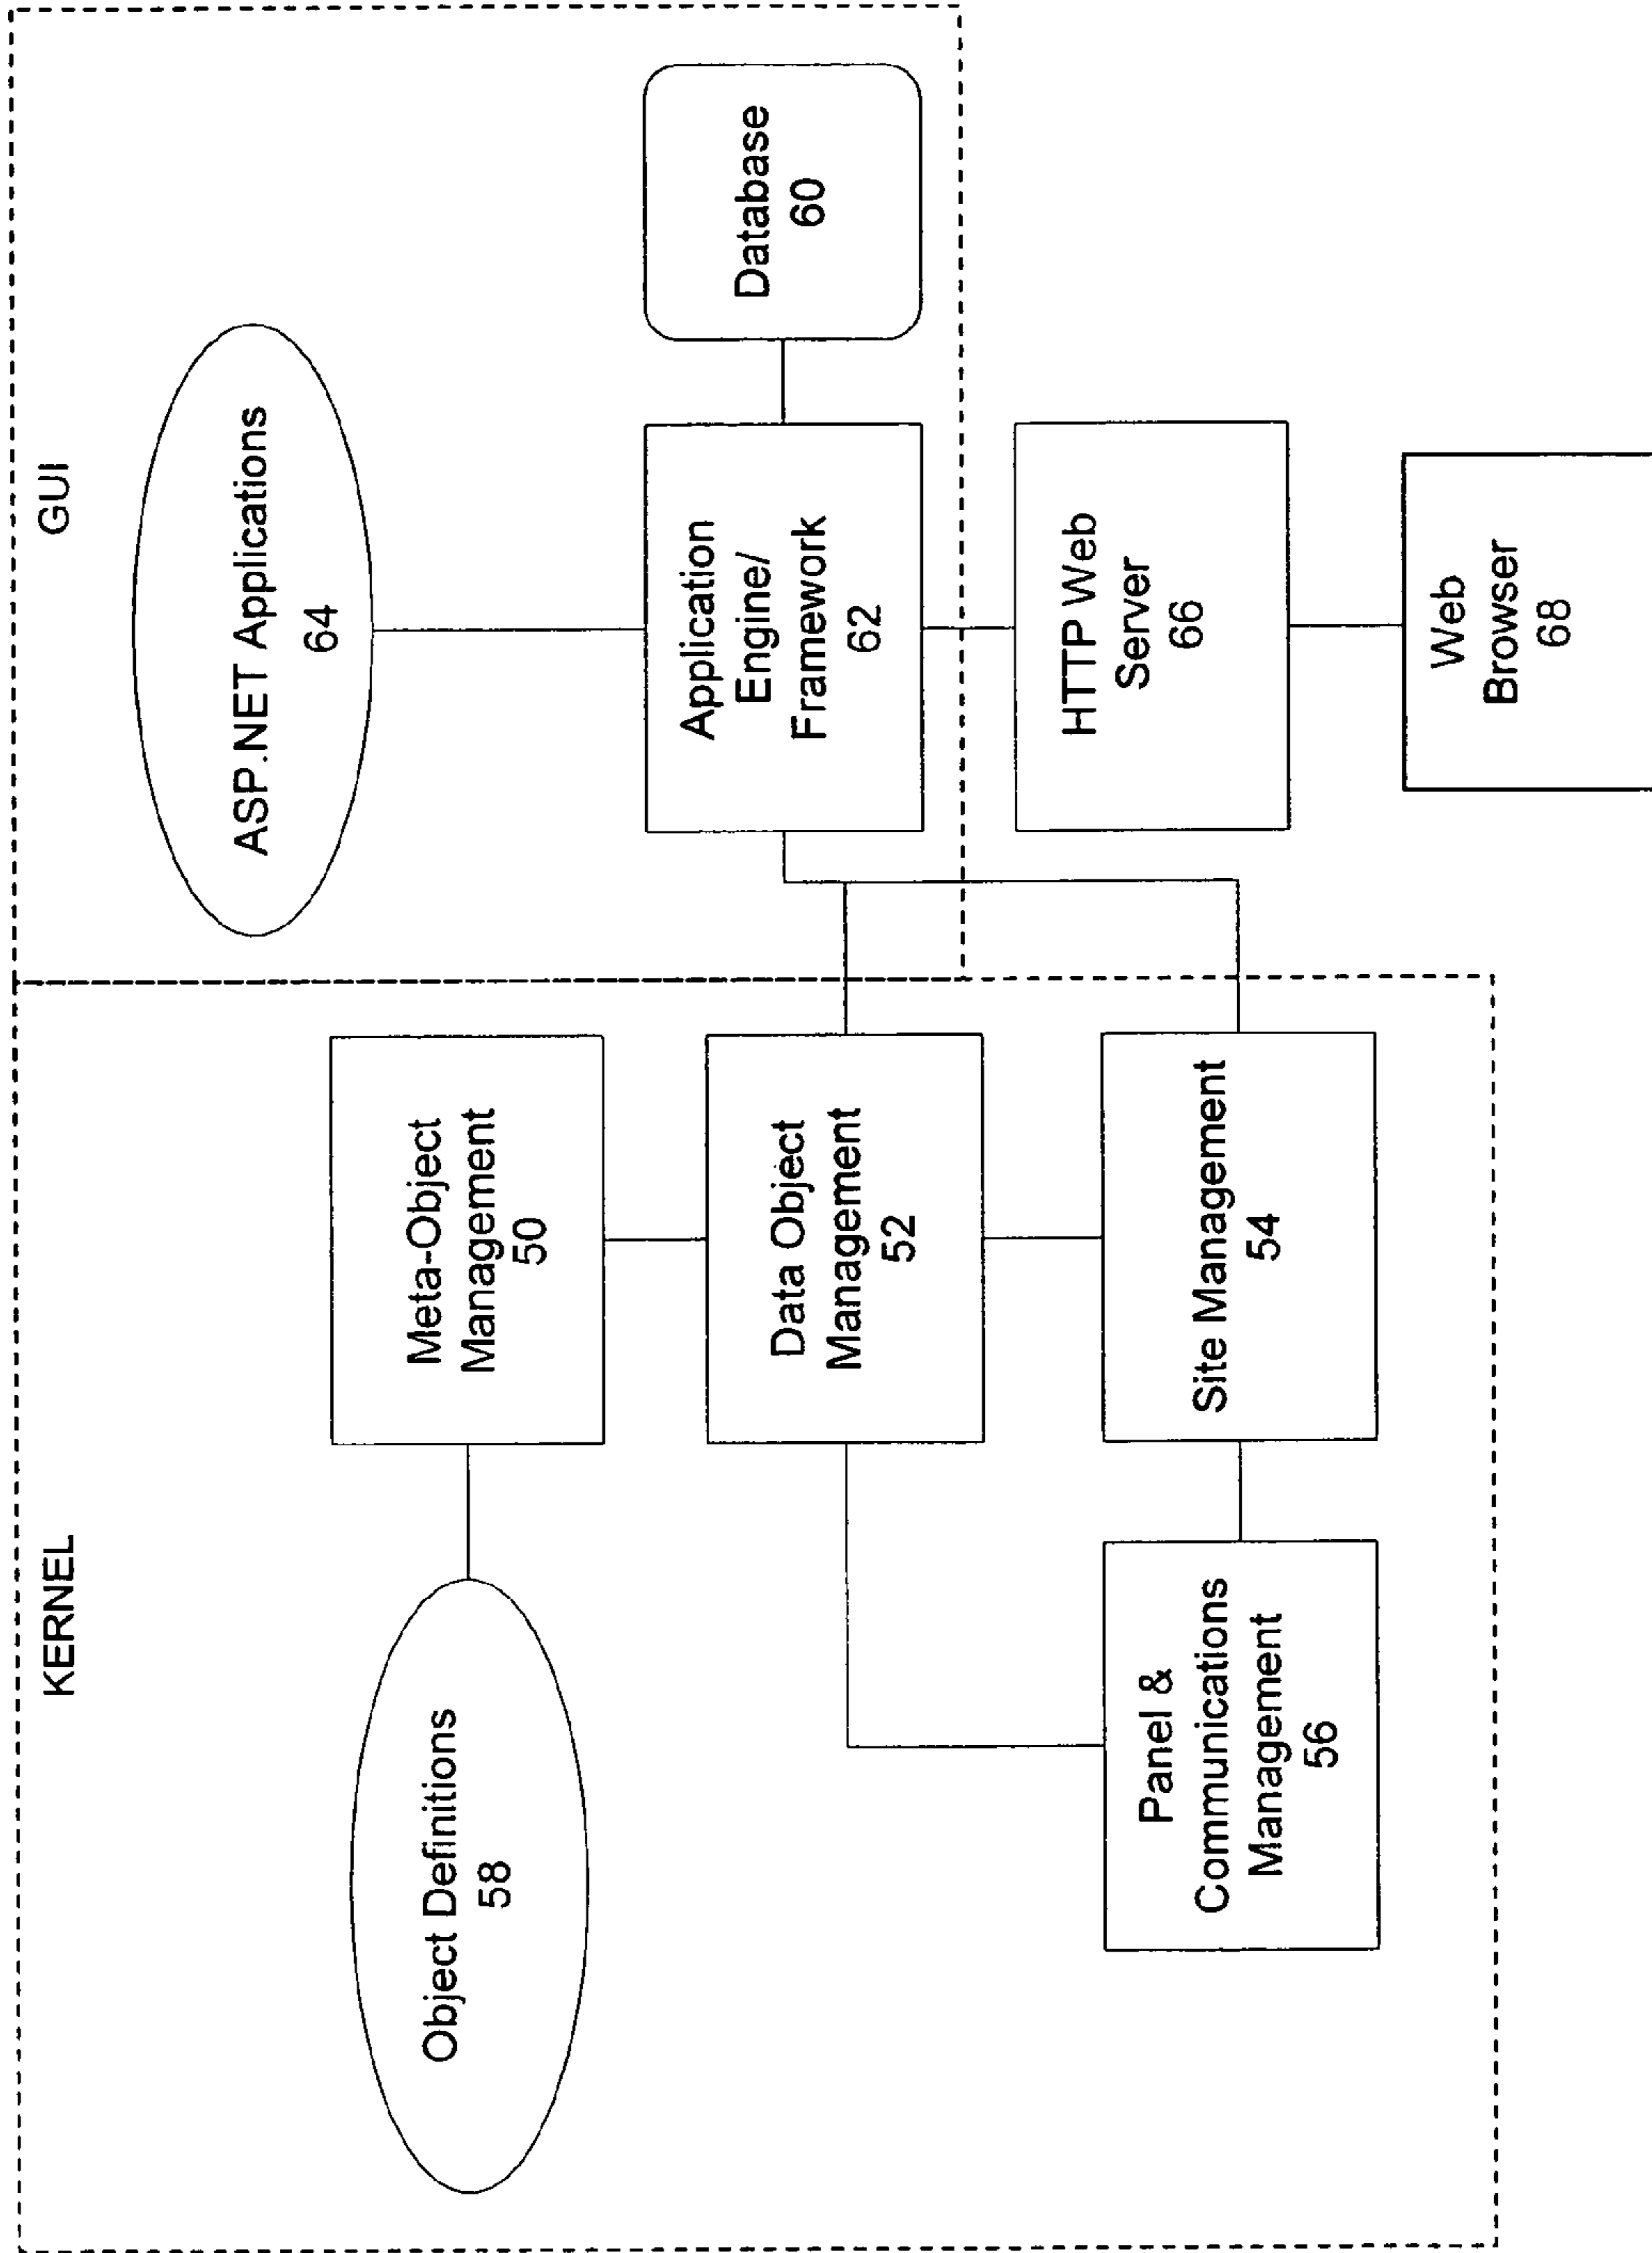 KERNEL
Object Definitions
58
Meta-Object
Management
50
Data Object
Management
52
Panel &
Communications
Management
56
Site Management
54
GUI
ASP.NET Applications
64
Application
Engine/
Framework
62
Database
60
HTTP Web
Server
66
Web
Browser
68